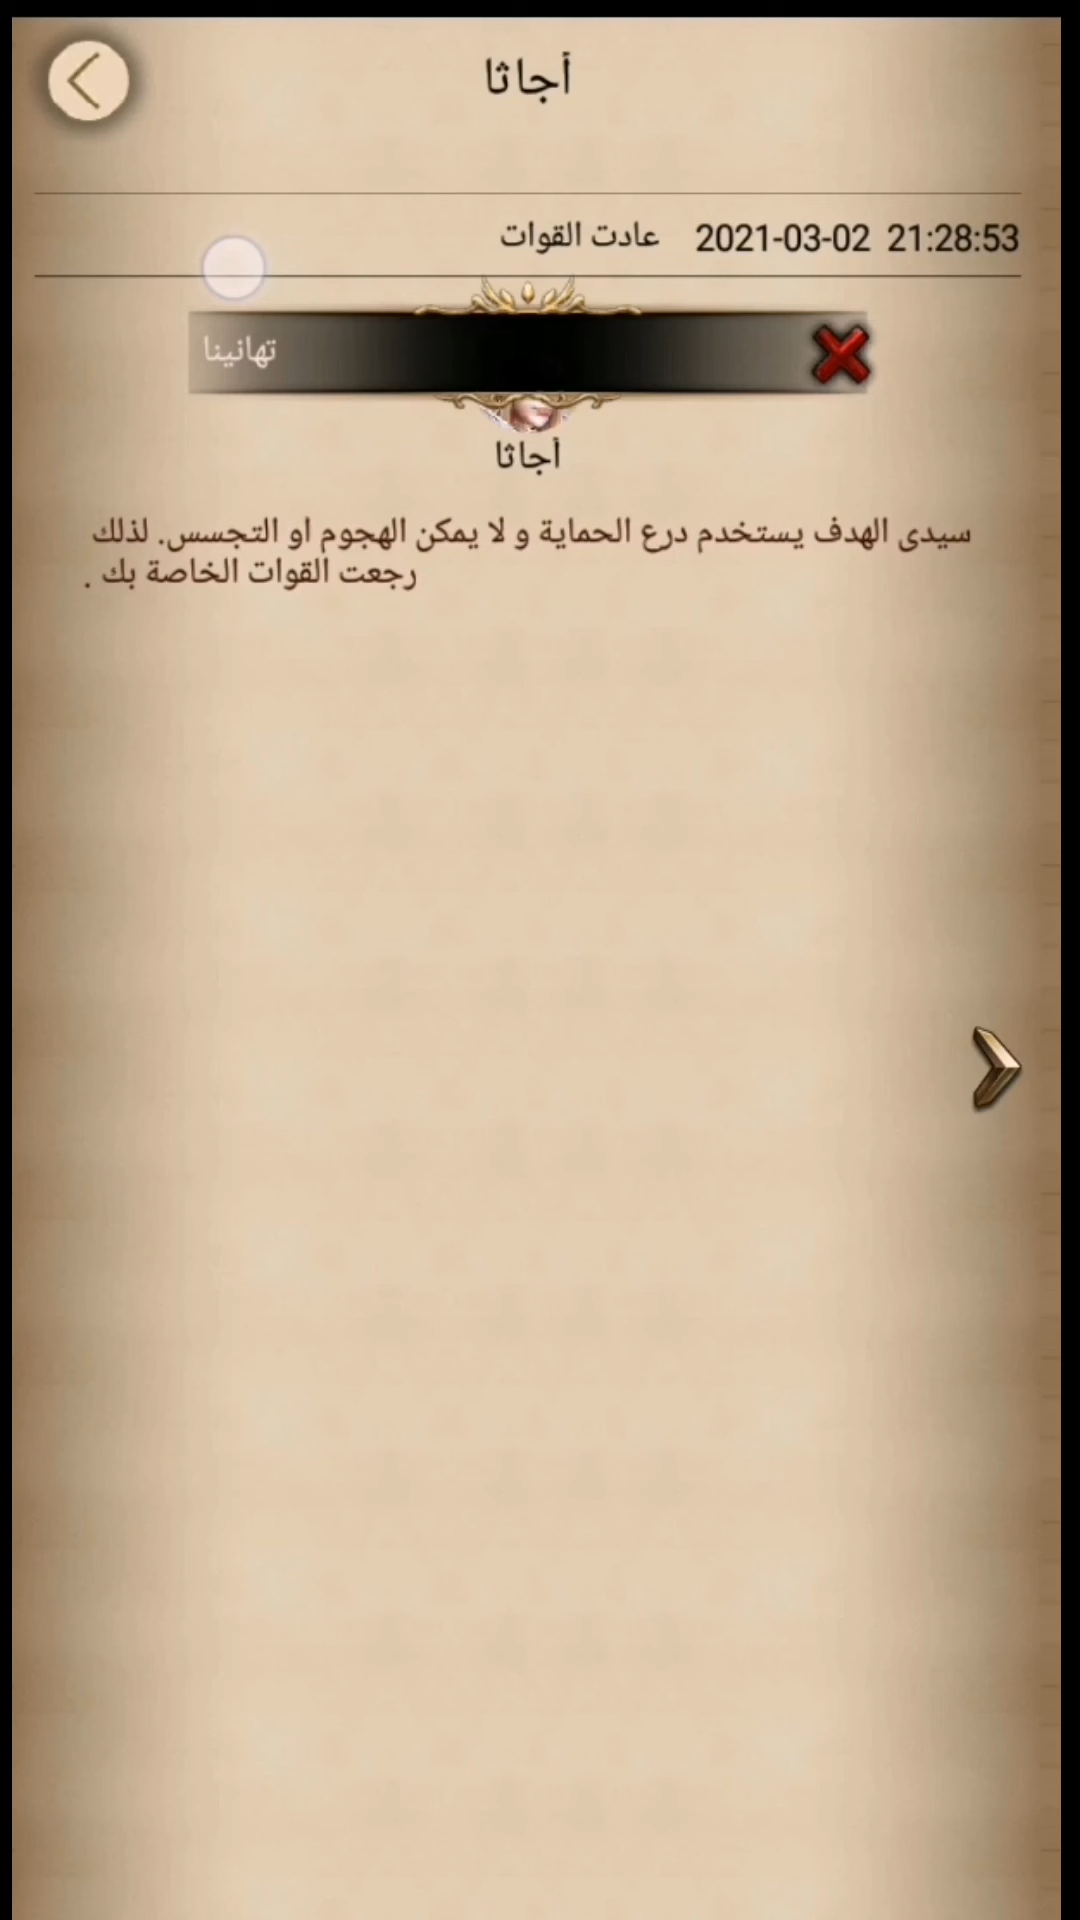 أجاثا
عادت القوات 2021-03-02 21:28:53
تهانينا
أجاثا
سيدى الهدف يستخدم درع الحماية و لا يمكن الهجوم او التجسس. لذلك
رجعت القوات الخاصة بك .